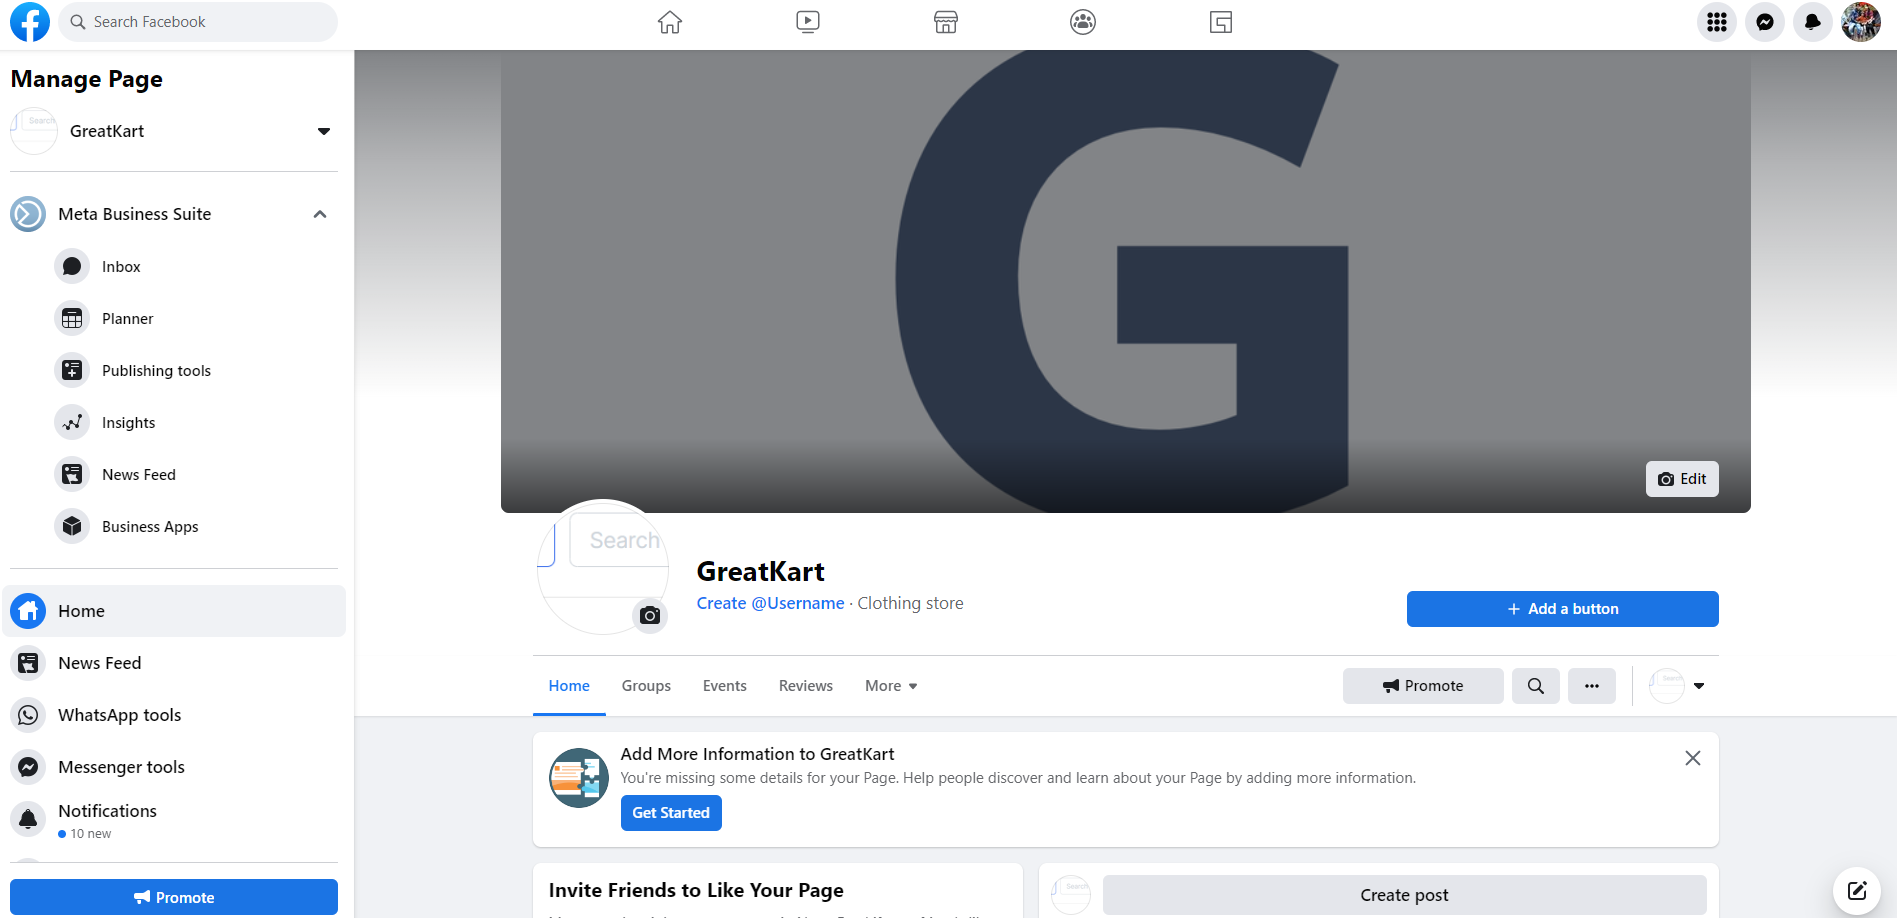 Search Facebook
Manage Page
Search
GreatKart
Meta Business Suite
Inbox
Planner
Publishing tools
Insights
News Feed
Business Apps
Home
News Feed
WhatsApp tools
Messenger tools
Notifications
10 new
Promote
G
Edit
Search
GreatKart
Create @Username · Clothing store
+ Add a button
Home Groups Events Reviews More
Promote
Add More Information to GreatKart
You're missing some details for your Page. Help people discover and learn about your Page by adding more information.
Get Started
Invite Friends to Like Your Page
Search
Create post